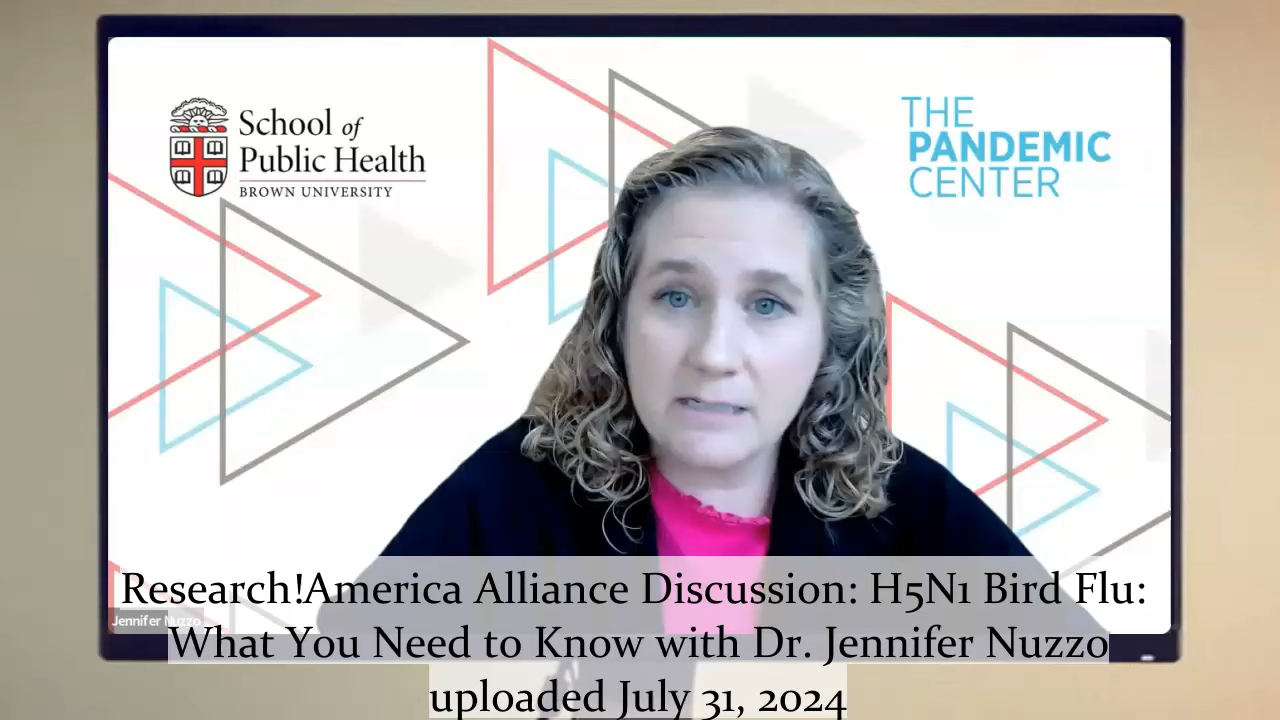 School of
Public Health
BROWN UNIVERSITY
THE
PANDEMIC
CENTER
Jennifer Nuzzo
Research!America Alliance Discussion: H5N1 Bird Flu:
What You Need to Know with Dr. Jennifer Nuzzo
uploaded July 31, 2024